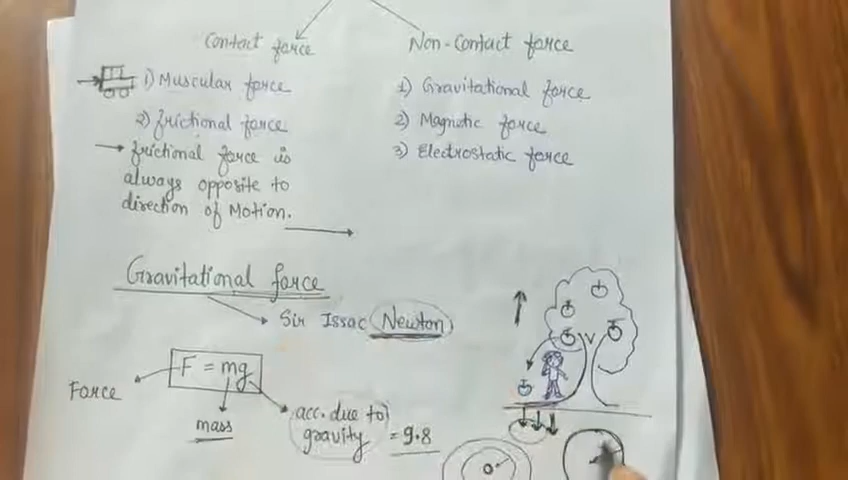 Contact force
Non-Contact force
1) Muscular force
2) frictional force
frictional force is
always opposite to
direction of Motion.
1) Gravitational force
2) Magnetic force
3) Electrostatic force
Gravitational force
Sir Issac Newton
F = mg
Force
mass
acc. due to
gravity = 9.8